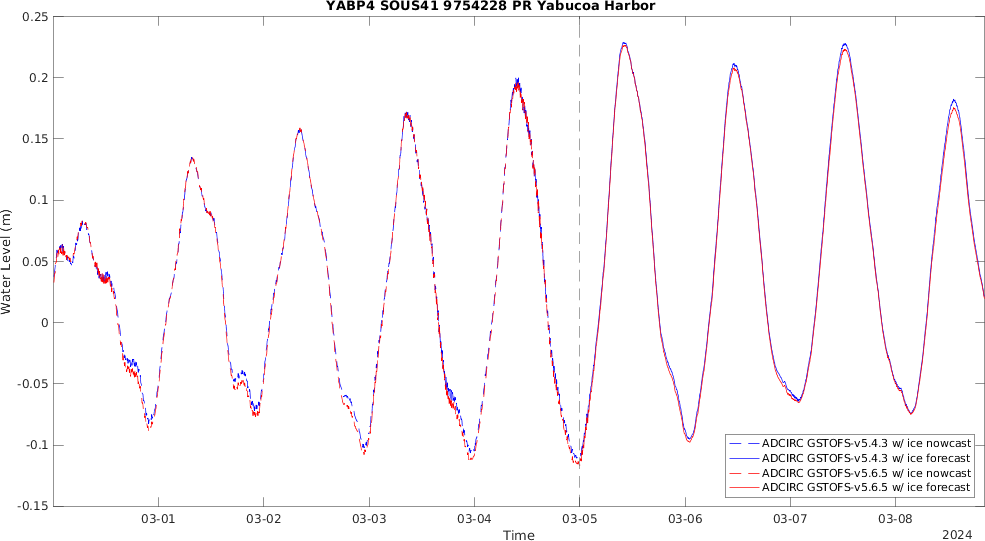 YABP4 SOUS41 9754228 PR Yabucoa Harbor
0.25
0.2
0.15
0.1
0.05
0
-0.05
-0.1
-0.15
Water Level (m)
03-01 03-02 03-03 03-04 03-05 03-06 03-07 03-08
Time
2024
ADCIRC GSTOFS-v5.4.3 w/ ice nowcast
ADCIRC GSTOFS-v5.4.3 w/ ice forecast
ADCIRC GSTOFS-v5.6.5 w/ ice nowcast
ADCIRC GSTOFS-v5.6.5 w/ ice forecast